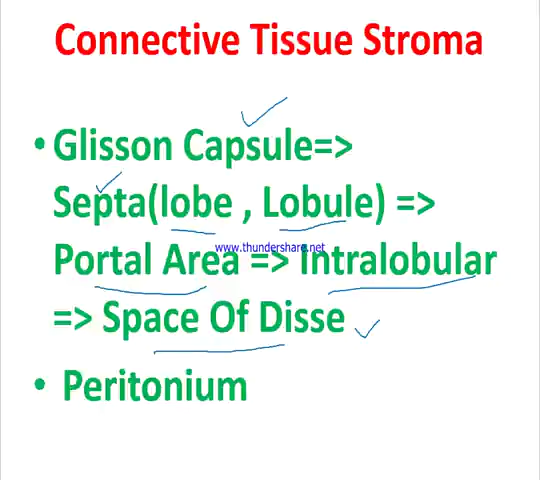 Connective Tissue Stroma
• Glisson Capsule=>
Septa(lobe , Lobule) =>
www.thundershare.net
Portal Area => Intralobular
=> Space Of Disse
• Peritonium